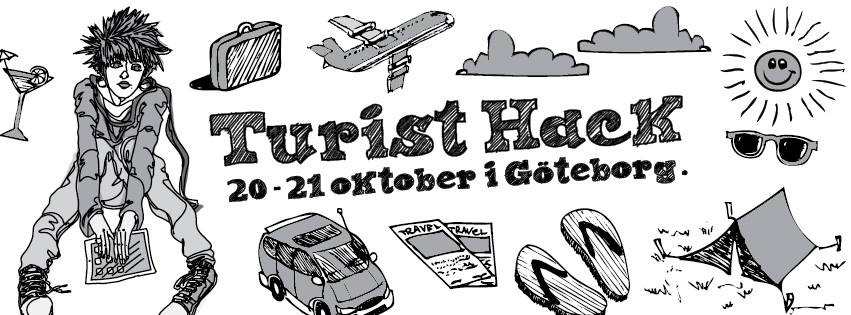 Turist Hack
20-21 oktober i Göteborg.
TRAVEL
TRAVEL